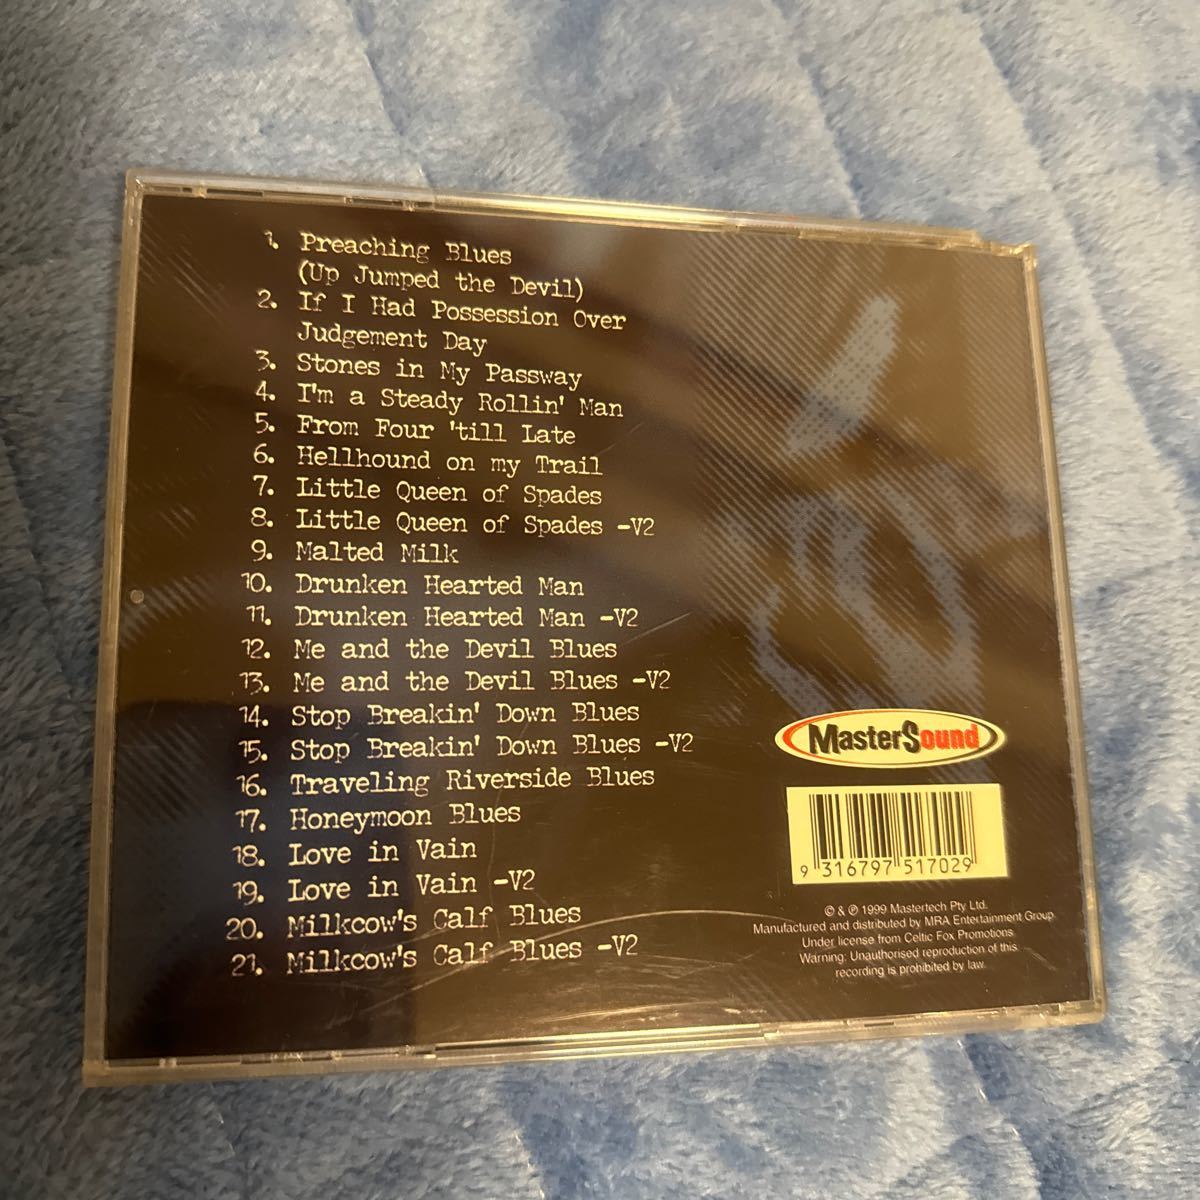 1. Preaching Blues
(Up Jumped the Devil)
2. If I Had Possession Over
Judgement Day
3. Stones in My Passway
4. I'm a Steady Rollin' Man
5. From Four 'till Late
6. Hellhound on my Trail
7. Little Queen of Spades
8. Little Queen of Spades -V2
9. Malted Milk
10. Drunken Hearted Man
11. Drunken Hearted Man -V2
12. Me and the Devil Blues
13. Me and the Devil Blues -V2
14. Stop Breakin' Down Blues
15. Stop Breakin' Down Blues -V2
16. Traveling Riverside Blues
17. Honeymoon Blues
18. Love in Vain
19. Love in Vain -V2
20. Milkcow's Calf Blues
21. Milkcow's Calf Blues -V2
MasterSound
9 316797 517029
© & ℗ 1999 Mastertech Pty Ltd.
Manufactured and distributed by MRA Entertainment Group
Under license from Celtic Fox Promotions
Warning: Unauthorised reproduction of this
recording is prohibited by law.